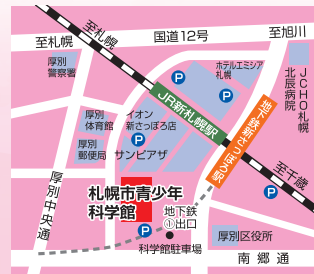 至札幌
至札幌
国道12号
至旭川
厚別
警察署
P
ホテルエミシア
札幌
P
JCHO札幌
北辰病院
JR新札幌駅
厚別
体育館
イオン
新さっぽろ店
P
地下鉄新さっぽろ駅
厚別
郵便局
サンピアザ
至千歳
厚別中央通
札幌市青少年
科学館
P
地下鉄
①出口
P
科学館駐車場
厚別区役所
南郷通